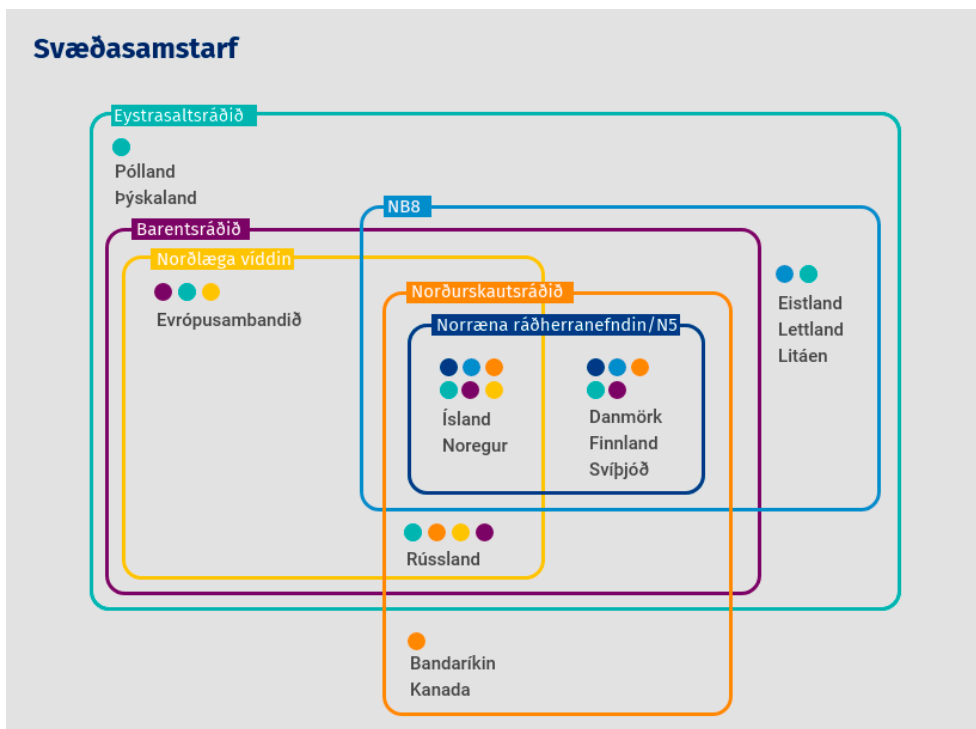 Svæðasamstarf
Eystrasaltsráðið
Pólland
Þýskaland
NB8
Barentsráðið
Norðlæga víddin
Evrópusambandið
Norðurskautsráðið
Norræna ráðherranefndin/N5
Eistland
Lettland
Litáen
Ísland
Noregur
Danmörk
Finnland
Svíþjóð
Rússland
Bandaríkin
Kanada